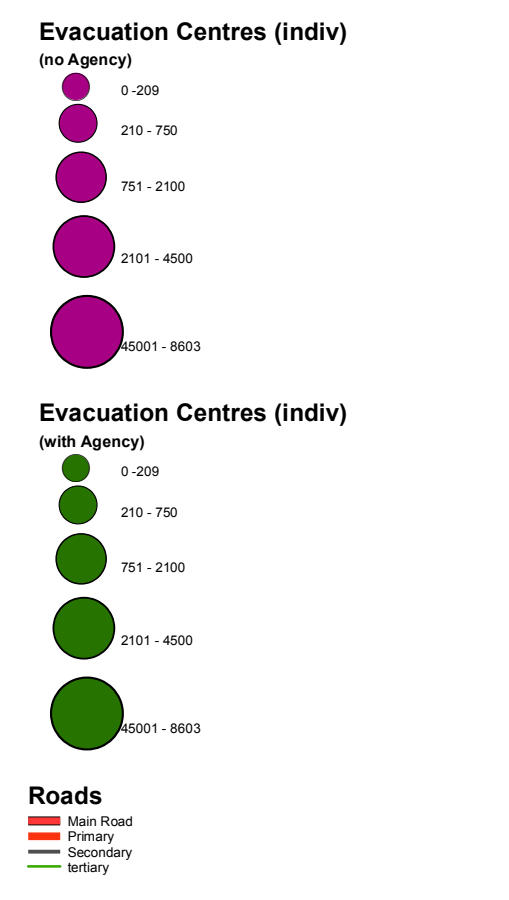 Evacuation Centres (indiv)
(no Agency)
0 -209
210 - 750
751 - 2100
2101 - 4500
45001 - 8603
Evacuation Centres (indiv)
(with Agency)
0 -209
210 - 750
751 - 2100
2101 - 4500
45001 - 8603
Roads
Main Road
Primary
Secondary
tertiary